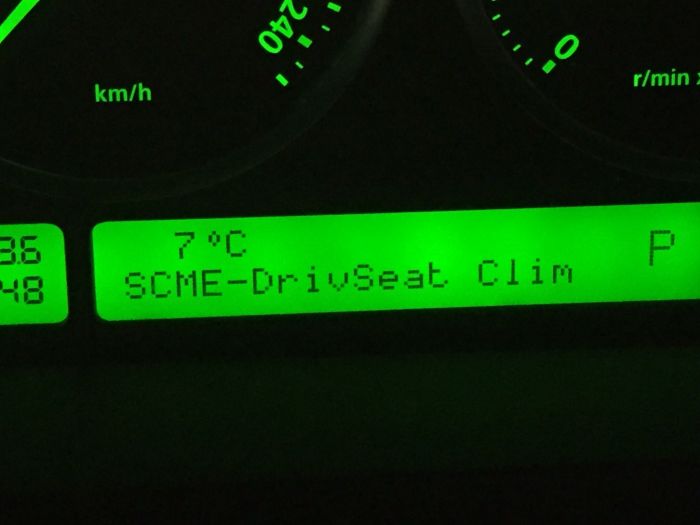 240
km/h
0
r/min x
36
48
7°C
P
SCME-DrivSeat Clim